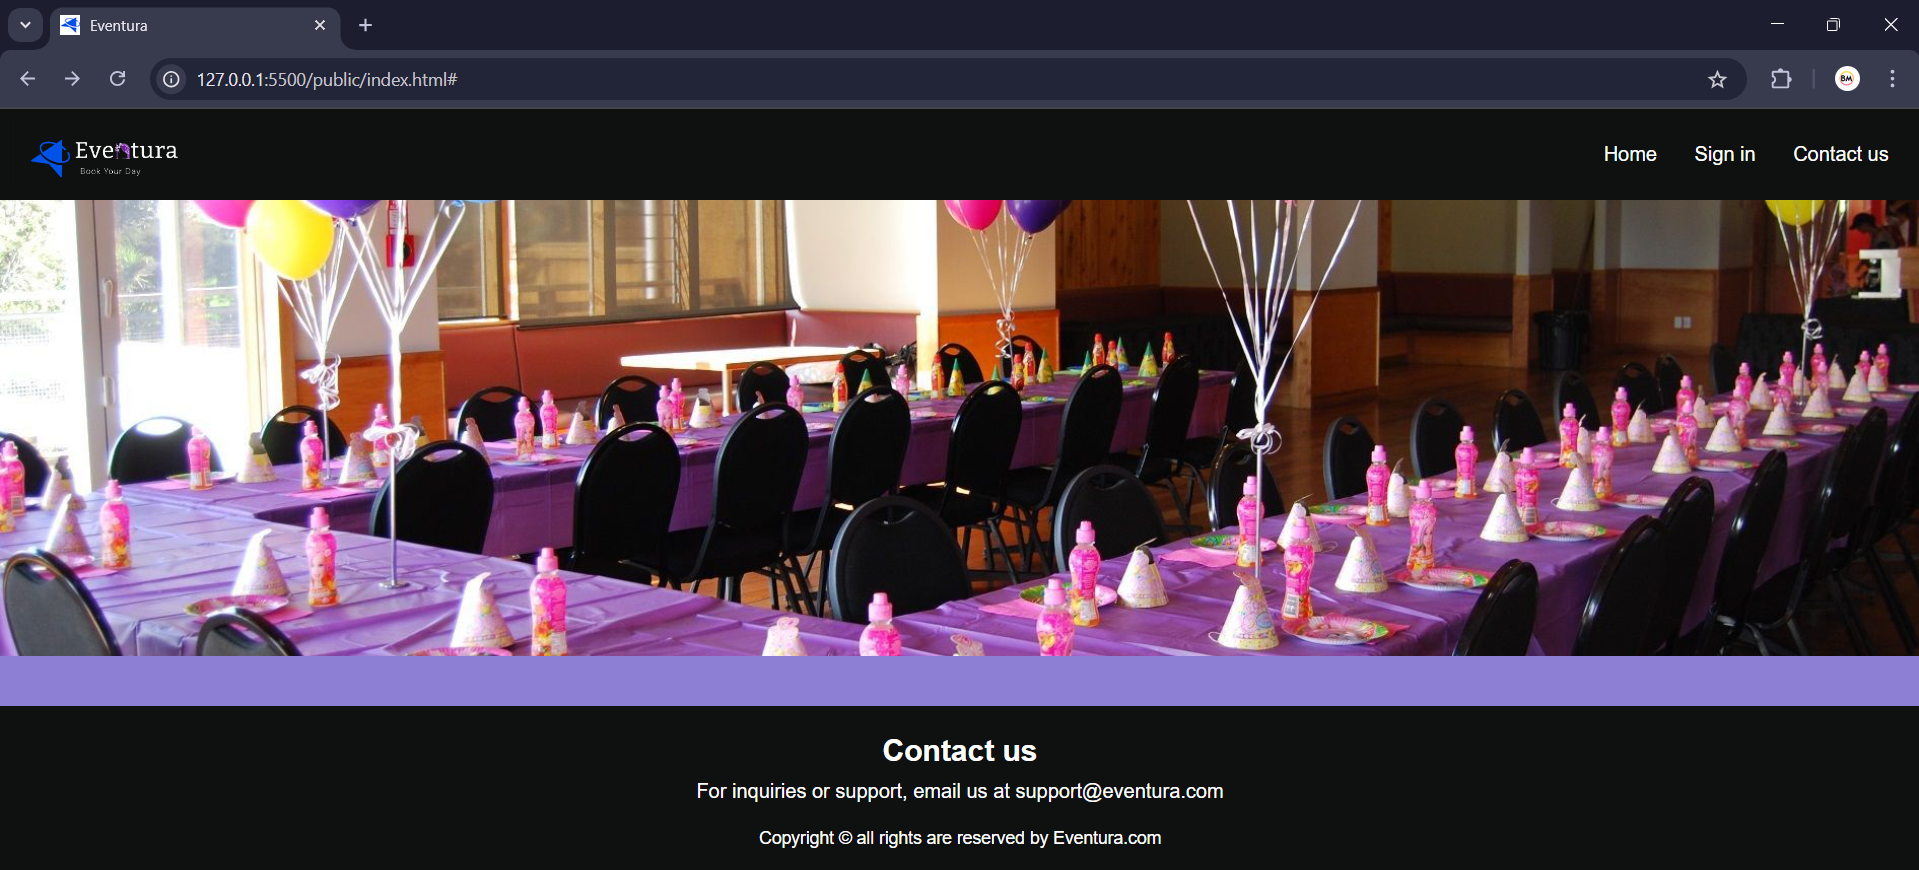 Eventura
127.0.0.1:5500/public/index.html#
BM
Eventura
Book Your Day
Home
Sign in
Contact us
Contact us
For inquiries or support, email us at support@eventura.com
Copyright © all rights are reserved by Eventura.com